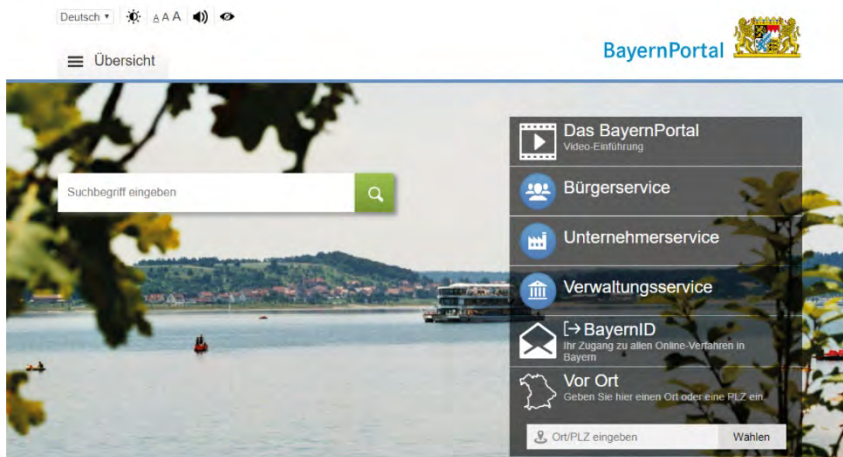 Deutsch
A A A
Übersicht
BayernPortal
Suchbegriff eingeben
Das BayernPortal
Video-Einführung
Bürgerservice
Unternehmerservice
Verwaltungsservice
BayernID
Ihr Zugang zu allen Online-Verfahren in
Bayern
Vor Ort
Geben Sie hier einen Ort oder eine PLZ ein.
Ort/PLZ eingeben
Wählen